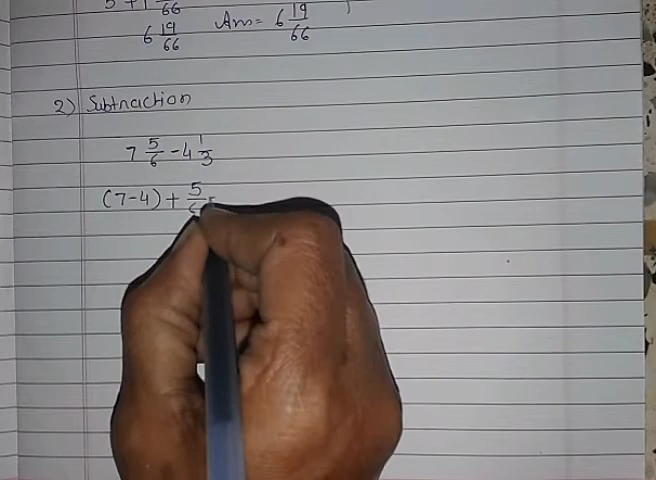 6 19/66 Ans= 6 19/66
2) Subtraction
7 5/6 - 4 1/3
(7-4) + 5/6